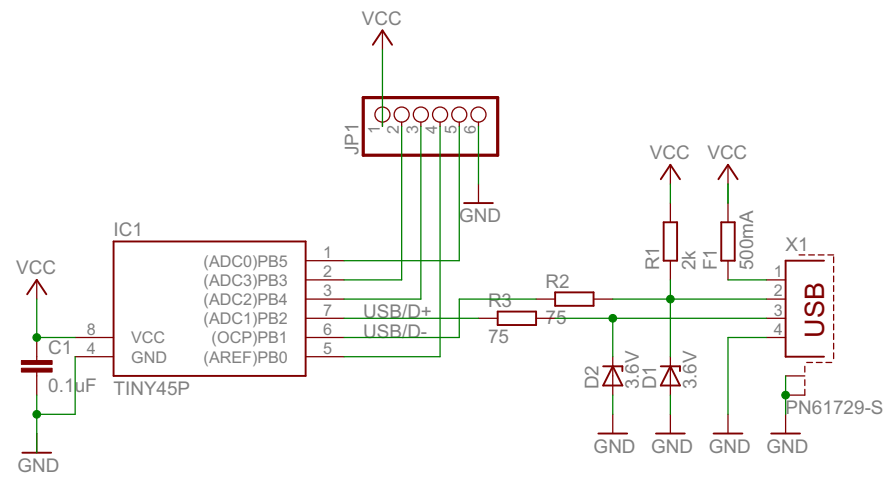 VCC
JP1
1
2
3
4
5
6
GND
VCC
VCC
IC1
R1
2k
F1
500mA
X1
VCC
(ADC0)PB5
1
(ADC3)PB3
2
(ADC2)PB4
3
(ADC1)PB2
7
USB/D+
(OCP)PB1
6
USB/D-
(AREF)PB0
5
8
VCC
4
GND
C1
0.1uF
TINY45P
R2
75
R3
75
1
2
3
4
USB
D2
3.6V
D1
3.6V
PN61729-S
GND
GND
GND
GND
GND